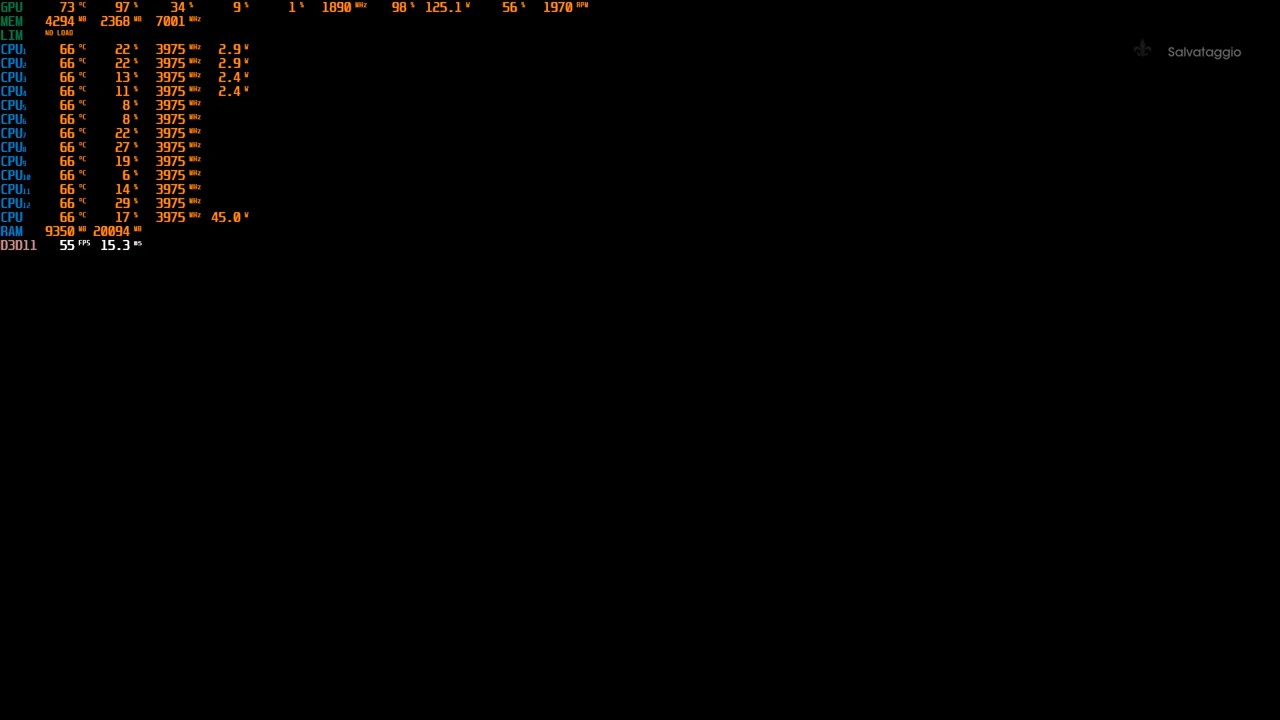 GPU 73 °C 97 % 34 % 9 % 1 % 1890 MHz 98 % 125.1 W 56 % 1970 RPM
MEM 4294 MB 2368 MB 7001 MHz
LIM NO LOAD
CPU1 66 °C 22 % 3975 MHz 2.9 W
CPU2 66 °C 22 % 3975 MHz 2.9 W
CPU3 66 °C 13 % 3975 MHz 2.4 W
CPU4 66 °C 11 % 3975 MHz 2.4 W
CPU5 66 °C 8 % 3975 MHz
CPU6 66 °C 8 % 3975 MHz
CPU7 66 °C 22 % 3975 MHz
CPU8 66 °C 27 % 3975 MHz
CPU9 66 °C 19 % 3975 MHz
CPU10 66 °C 6 % 3975 MHz
CPU11 66 °C 14 % 3975 MHz
CPU12 66 °C 29 % 3975 MHz
CPU 66 °C 17 % 3975 MHz 45.0 W
RAM 9350 MB 20094 MB
D3D11 55 FPS 15.3 ms
Salvataggio